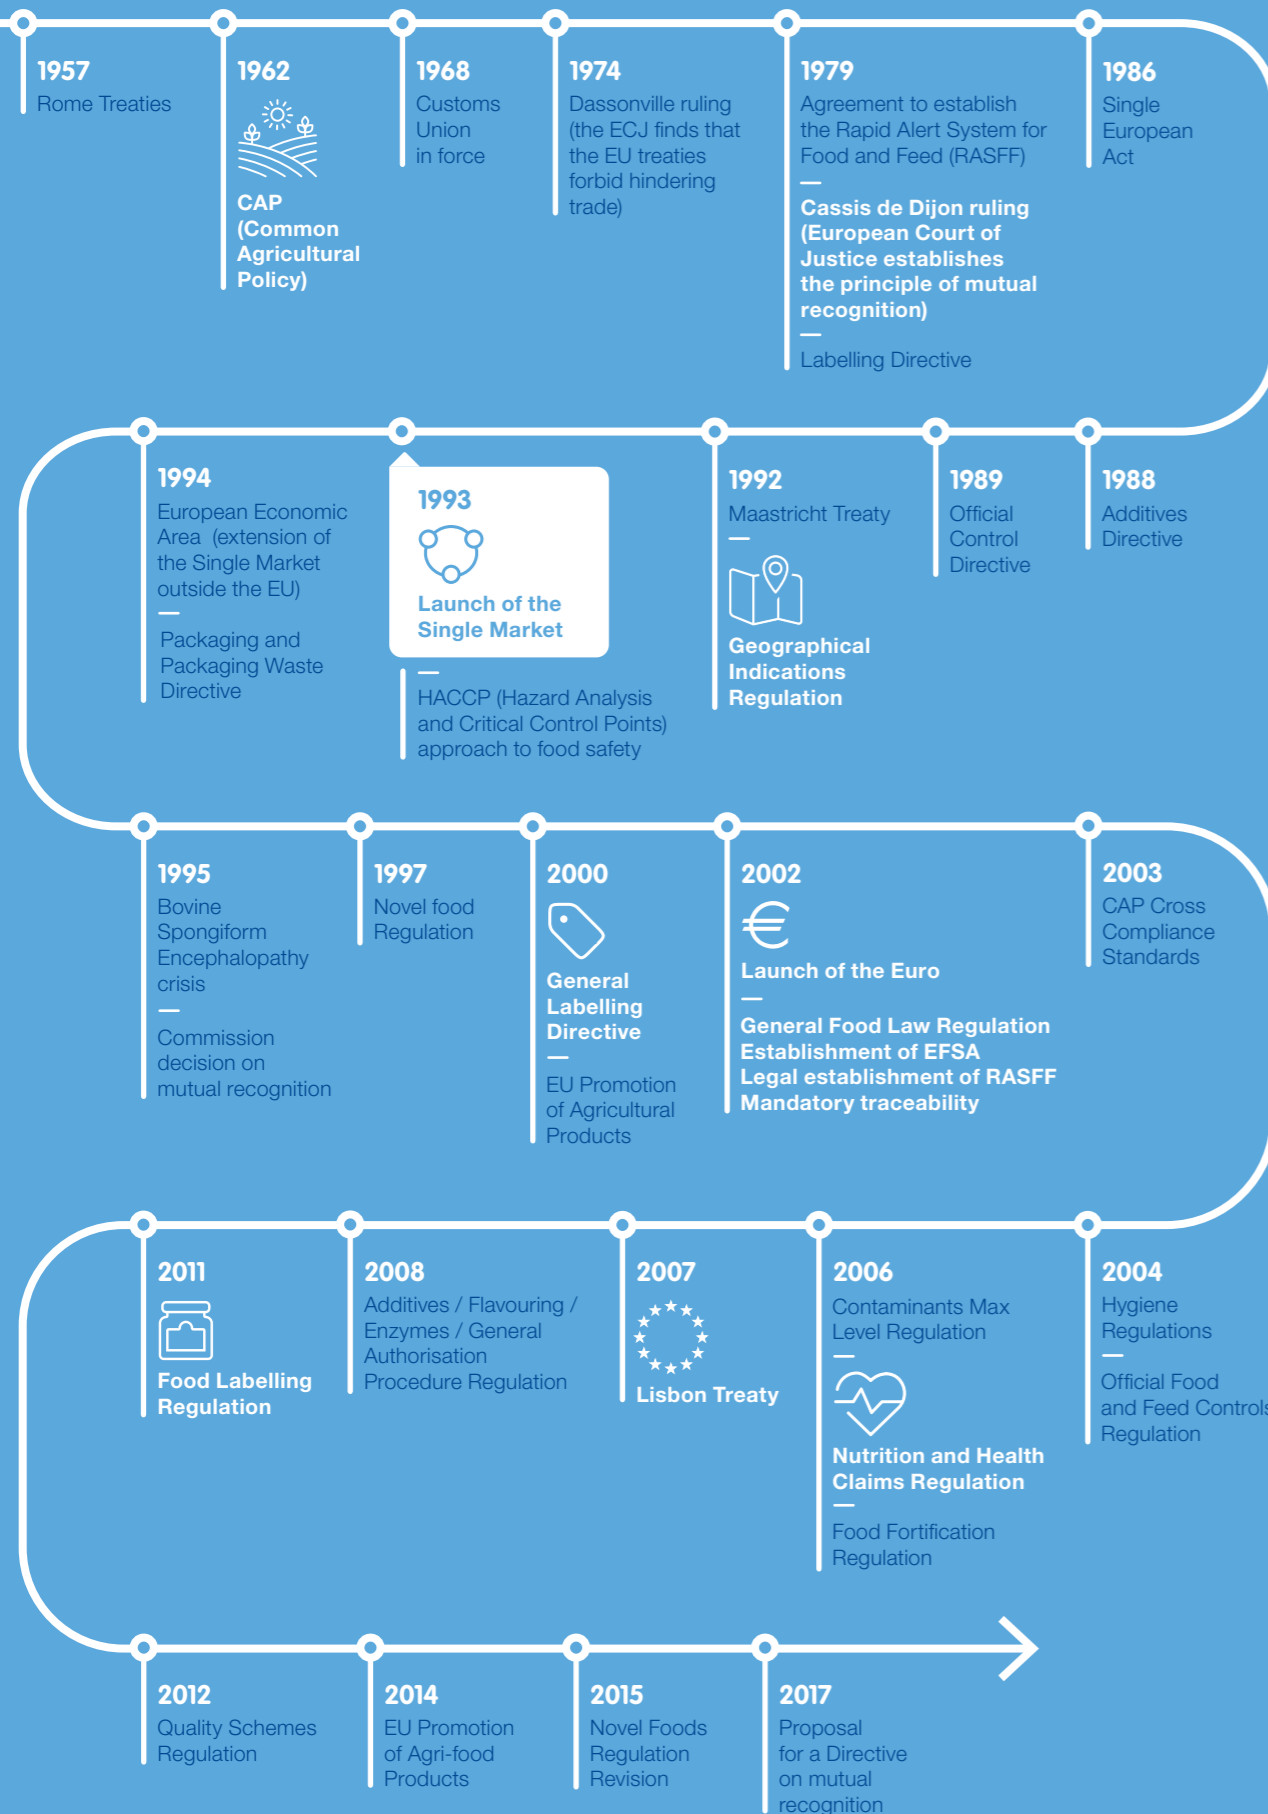 1957
Rome Treaties
1962
CAP
(Common
Agricultural
Policy)
1968
Customs
Union
in force
1974
Dassonville ruling
(the ECJ finds that
the EU treaties
forbid hindering
trade)
1979
Agreement to establish
the Rapid Alert System for
Food and Feed (RASFF)
—
Cassis de Dijon ruling
(European Court of
Justice establishes
the principle of mutual
recognition)
—
Labelling Directive
1986
Single
European
Act
1988
Additives
Directive
1989
Official
Control
Directive
1992
Maastricht Treaty
—
Geographical
Indications
Regulation
1993
Launch of the
Single Market
—
HACCP (Hazard Analysis
and Critical Control Points)
approach to food safety
1994
European Economic
Area (extension of
the Single Market
outside the EU)
—
Packaging and
Packaging Waste
Directive
1995
Bovine
Spongiform
Encephalopathy
crisis
—
Commission
decision on
mutual recognition
1997
Novel food
Regulation
2000
General
Labelling
Directive
—
EU Promotion
of Agricultural
Products
2002
€
Launch of the Euro
—
General Food Law Regulation
Establishment of EFSA
Legal establishment of RASFF
Mandatory traceability
2003
CAP Cross
Compliance
Standards
2004
Hygiene
Regulations
—
Official Food
and Feed Controls
Regulation
2006
Contaminants Max
Level Regulation
—
Nutrition and Health
Claims Regulation
—
Food Fortification
Regulation
2007
Lisbon Treaty
2008
Additives / Flavouring /
Enzymes / General
Authorisation
Procedure Regulation
2011
Food Labelling
Regulation
2012
Quality Schemes
Regulation
2014
EU Promotion
of Agri-food
Products
2015
Novel Foods
Regulation
Revision
2017
Proposal
for a Directive
on mutual
recognition